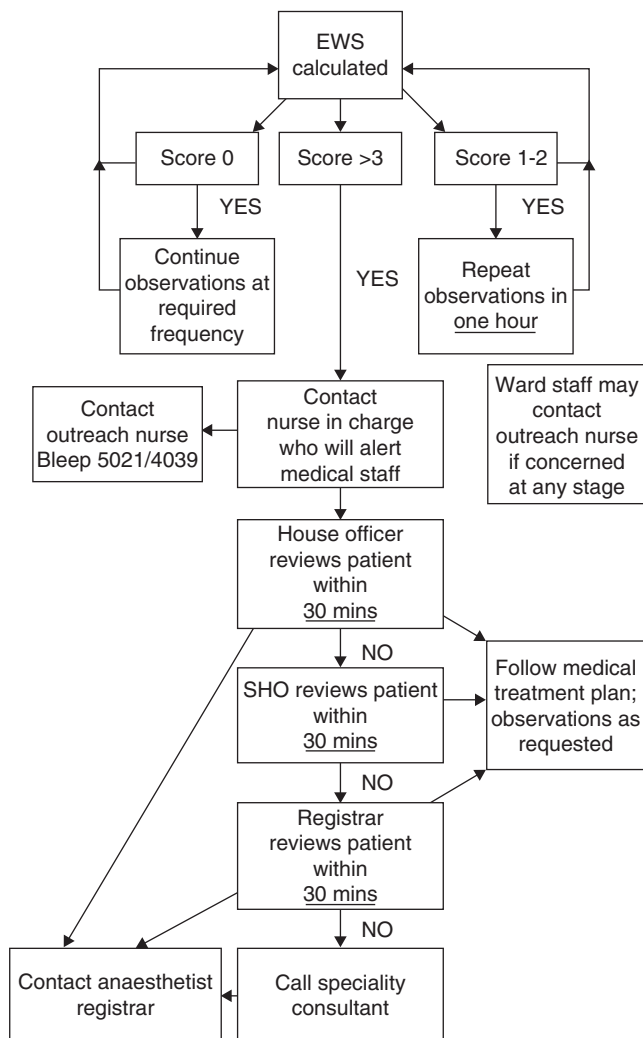 EWS
calculated
Score 0
Score >3
Score 1-2
YES
YES
YES
Continue
observations at
required
frequency
Repeat
observations in
one hour
Contact
outreach nurse
Bleep 5021/4039
Contact
nurse in charge
who will alert
medical staff
Ward staff may
contact
outreach nurse
if concerned
at any stage
House officer
reviews patient
within
30 mins
NO
SHO reviews patient
within
30 mins
Follow medical
treatment plan;
observations as
requested
NO
Registrar
reviews patient
within
30 mins
NO
Contact anaesthetist
registrar
Call speciality
consultant